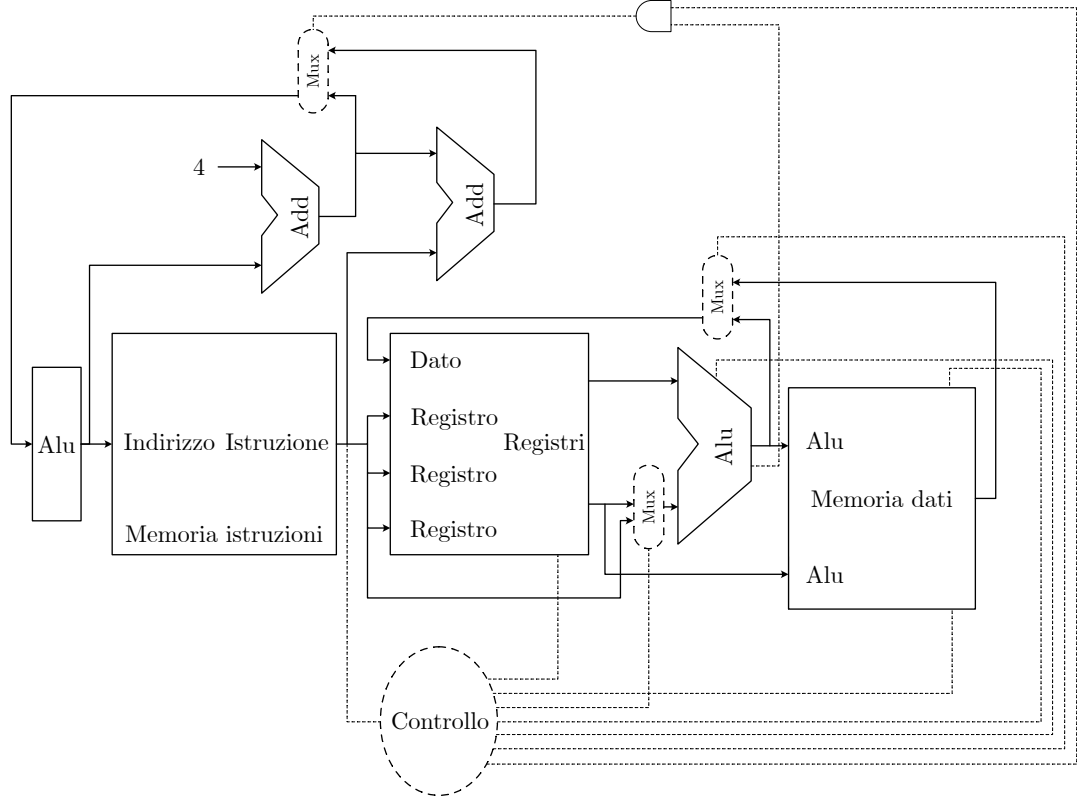 Mux
4
Add
Add
Mux
Dato
Registro
Registro
Registro
Registri
Alu
Indirizzo Istruzione
Memoria istruzioni
Mux
Alu
Alu
Memoria dati
Alu
Controllo